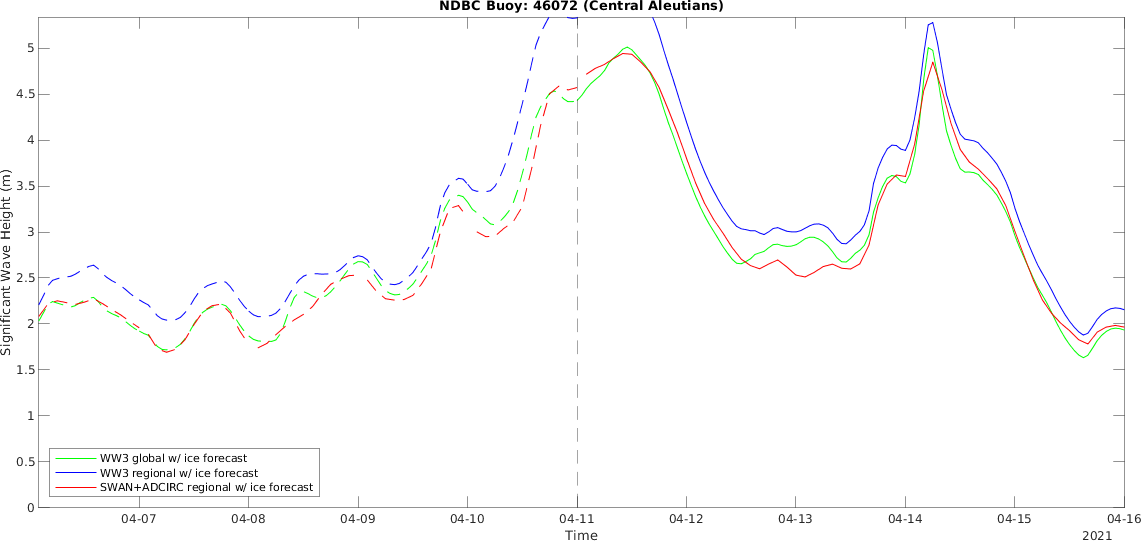 NDBC Buoy: 46072 (Central Aleutians)
Significant Wave Height (m)
5
4.5
4
3.5
3
2.5
2
1.5
1
0.5
0
WW3 global w/ ice forecast
WW3 regional w/ ice forecast
SWAN+ADCIRC regional w/ ice forecast
04-07 04-08 04-09 04-10 04-11 04-12 04-13 04-14 04-15 04-16
Time
2021